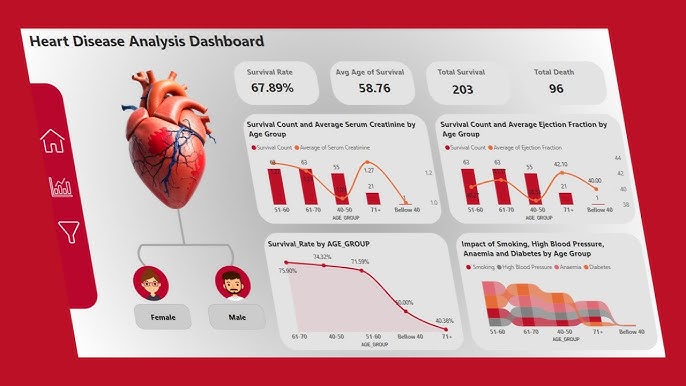 Heart Disease Analysis Dashboard
Survival Rate
67.89%
Avg Age of Survival
58.76
Total Survival
203
Total Death
96
Survival Count and Average Serum Creatinine by
Age Group
Survival Count Average of Serum Creatinine
63 55 1.27 21 1
1.2
1.0
51-60 61-70 40-50 71+ Bellow 40
AGE_GROUP
Survival Count and Average Ejection Fraction by
Age Group
Survival Count Average of Ejection Fraction
63 63 55 42.10 21 40.00 1
44
42
40
38
51-60 61-70 40-50 71+ Bellow 40
AGE_GROUP
Female
Male
Survival_Rate by AGE_GROUP
75.90% 74.32% 71.59% 50.00% 40.38%
61-70 40-50 51-60 Bellow 40 71+
AGE_GROUP
Impact of Smoking, High Blood Pressure,
Anaemia and Diabetes by Age Group
Smoking High Blood Pressure Anaemia Diabetes
51-60 61-70 40-50 71+ Bellow 40
AGE_GROUP